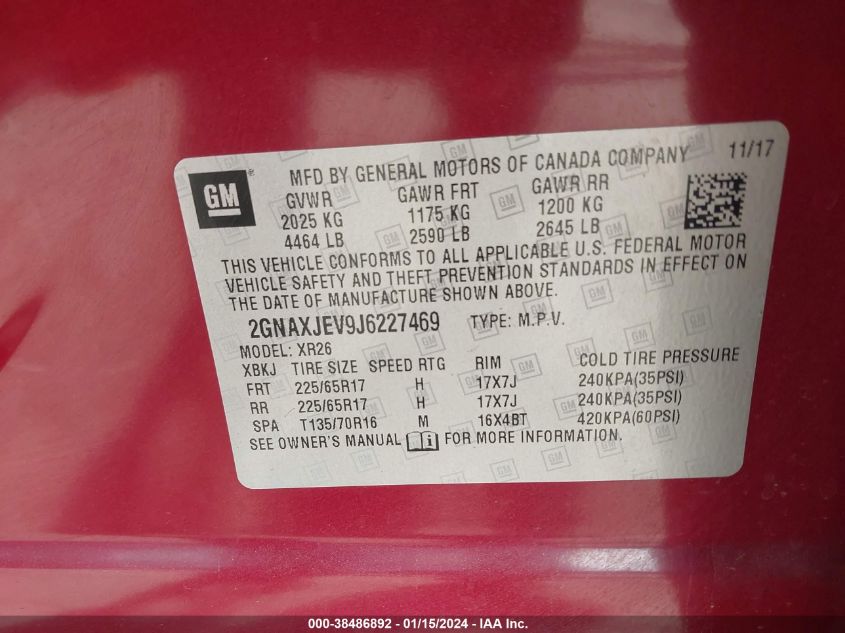 GM ® MFD BY GENERAL MOTORS OF CANADA COMPANY 11/17
GVWR GAWR FRT GAWR RR
2025 KG 1175 KG 1200 KG
4464 LB 2590 LB 2645 LB
THIS VEHICLE CONFORMS TO ALL APPLICABLE U.S. FEDERAL MOTOR
VEHICLE SAFETY AND THEFT PREVENTION STANDARDS IN EFFECT ON
THE DATE OF MANUFACTURE SHOWN ABOVE.
2GNAXJEV9J6227469 TYPE: M.P.V.
MODEL: XR26
XBKJ TIRE SIZE SPEED RTG RIM COLD TIRE PRESSURE
FRT 225/65R17 H 17X7J 240KPA(35PSI)
RR 225/65R17 H 17X7J 240KPA(35PSI)
SPA T135/70R16 M 16X4BT 420KPA(60PSI)
SEE OWNER'S MANUAL i FOR MORE INFORMATION.
000-38486892 - 01/15/2024 - IAA Inc.